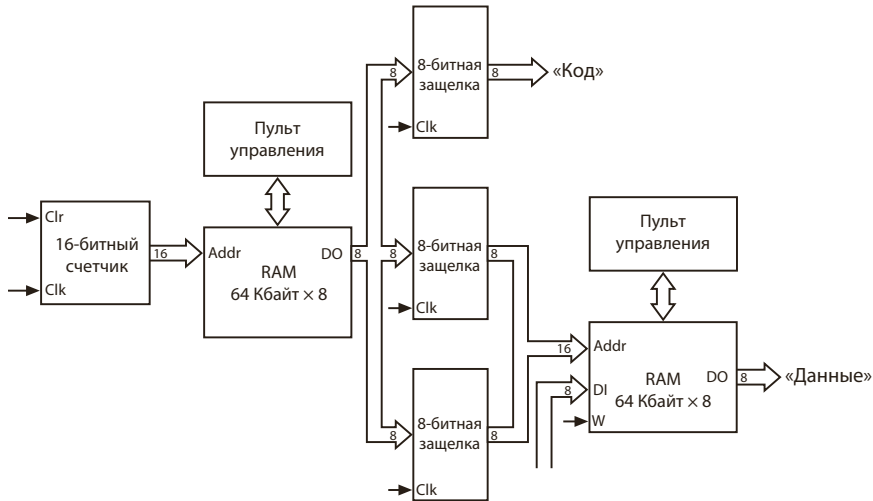 8-битная
защелка
8
8
«Код»
Clk
Пульт
управления
Clr
16-битный
счетчик
Clk
16
Addr
DO
8
RAM
64 Кбайт × 8
8-битная
защелка
8
8
Clk
Пульт
управления
16
Addr
8
DI
W
RAM
64 Кбайт × 8
DO
8
«Данные»
8-битная
защелка
8
8
Clk